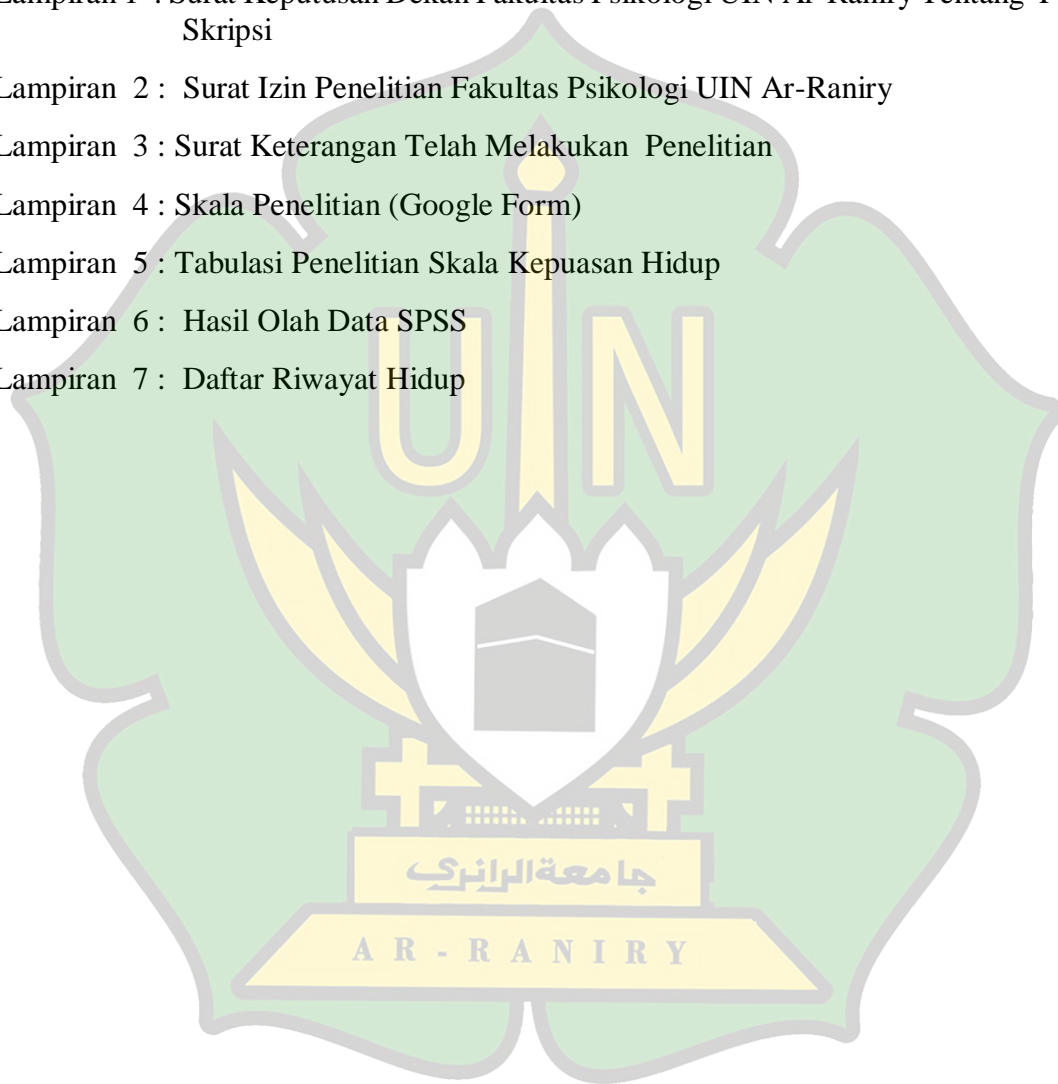 Lampiran 1 : Surat Keputusan Dekan Fakultas Psikologi UIN Ar-Raniry Tentang
Skripsi
Lampiran 2 : Surat Izin Penelitian Fakultas Psikologi UIN Ar-Raniry
Lampiran 3 : Surat Keterangan Telah Melakukan Penelitian
Lampiran 4 : Skala Penelitian (Google Form)
Lampiran 5 : Tabulasi Penelitian Skala Kepuasan Hidup
Lampiran 6 : Hasil Olah Data SPSS
Lampiran 7 : Daftar Riwayat Hidup
UIN
جامعة الرانري
AR-RANIRY